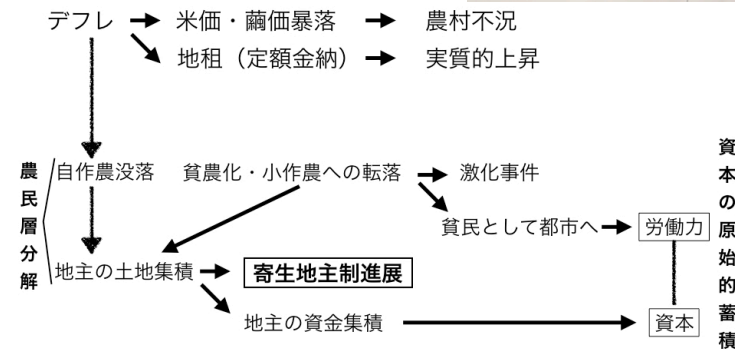 デフレ
米価・繭価暴落
農村不況
地租（定額金納）
実質的上昇
農民層分解
自作農没落
貧農化・小作農への転落
激化事件
貧民として都市へ
労働力
地主の土地集積
寄生地主制進展
地主の資金集積
資本
資本の原始的蓄積